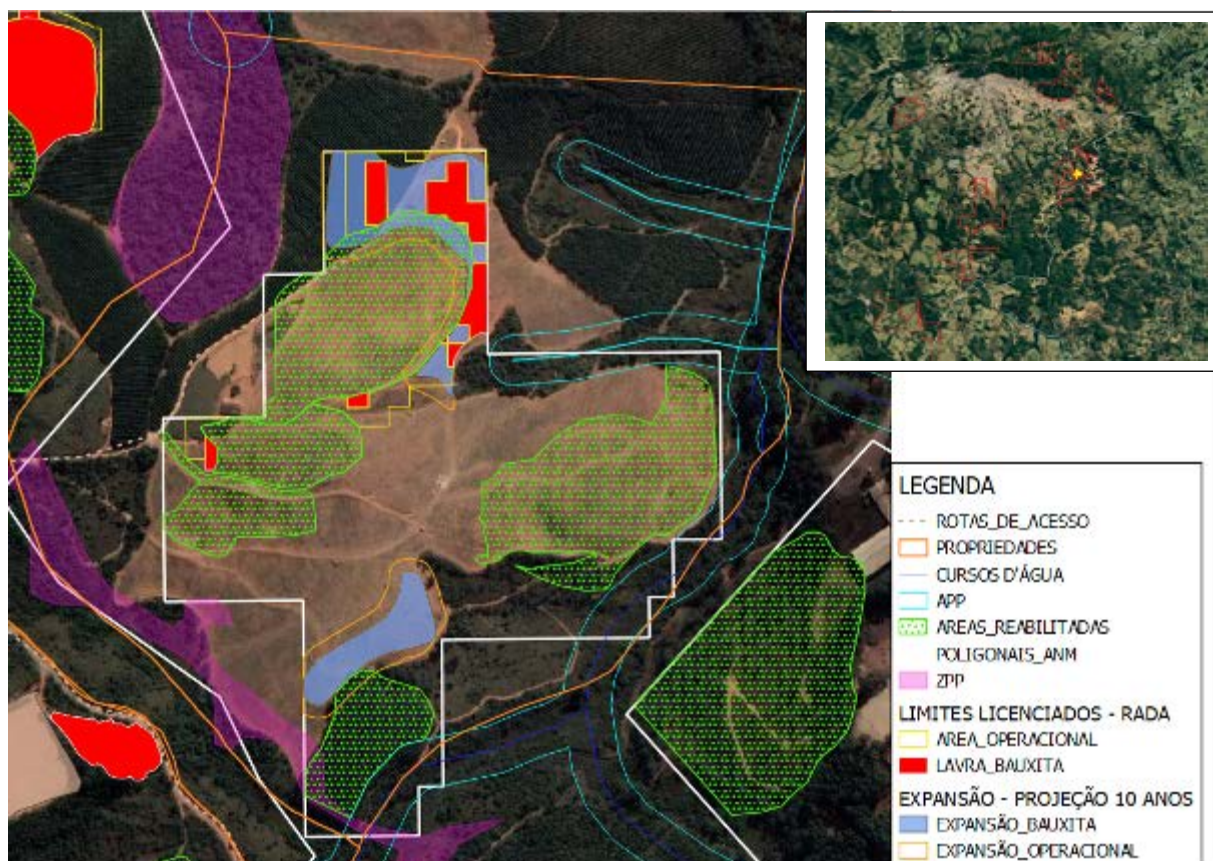 LEGENDA
ROTAS_DE_ACESSO
PROPRIEDADES
CURSOS D'ÁGUA
APP
AREAS_REABILITADAS
POLIGONAIS_ANM
ZPP
LIMITES LICENCIADOS - RADA
AREA_OPERACIONAL
LAVRA_BAUXITA
EXPANSÃO - PROJEÇÃO 10 ANOS
EXPANSÃO_BAUXITA
EXPANSÃO_OPERACIONAL